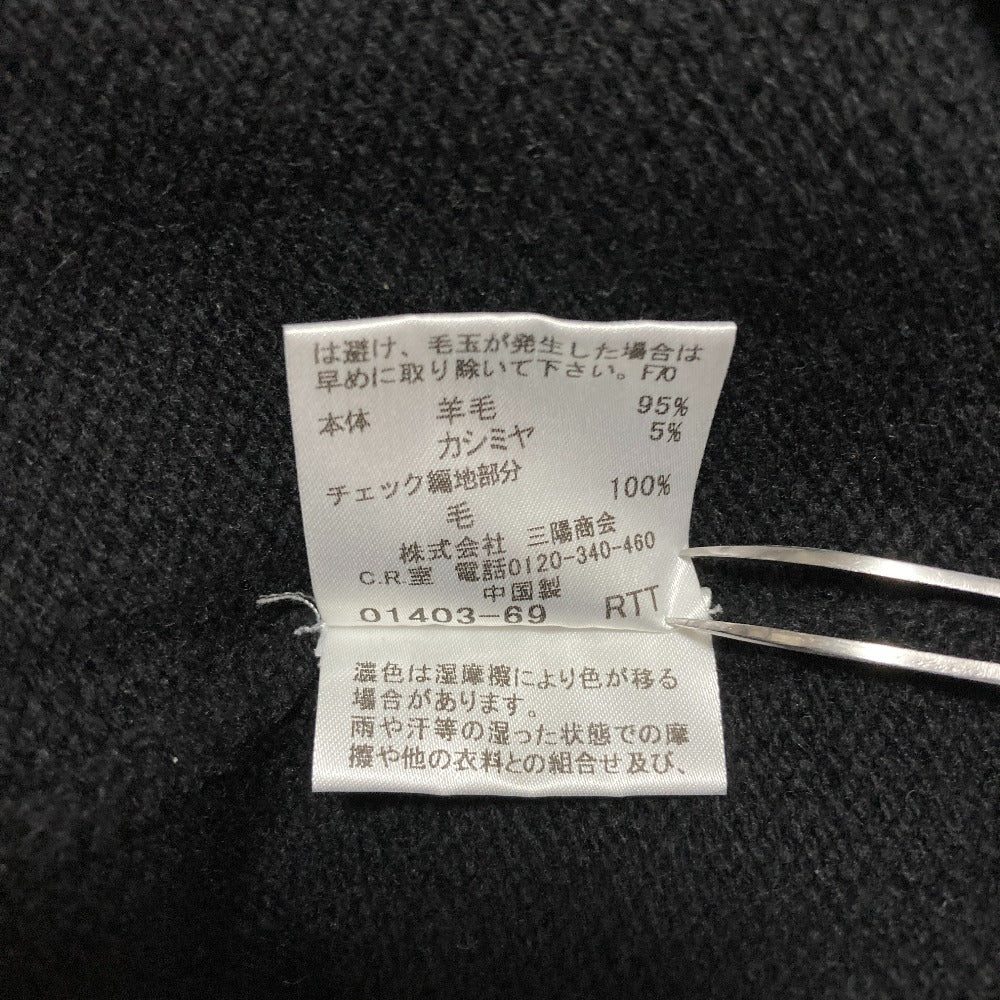 は避け、毛玉が発生した場合は
早めに取り除いて下さい。F70
本体 羊毛 95%
カシミヤ 5%
チェック編地部分
毛 100%
株式会社 三陽商会
C.R.室 電話0120-340-460
中国製
01403-69 RTT
濃色は湿摩擦により色が移る
場合があります。
雨や汗等の湿った状態での摩
擦や他の衣料との組合せ及び、